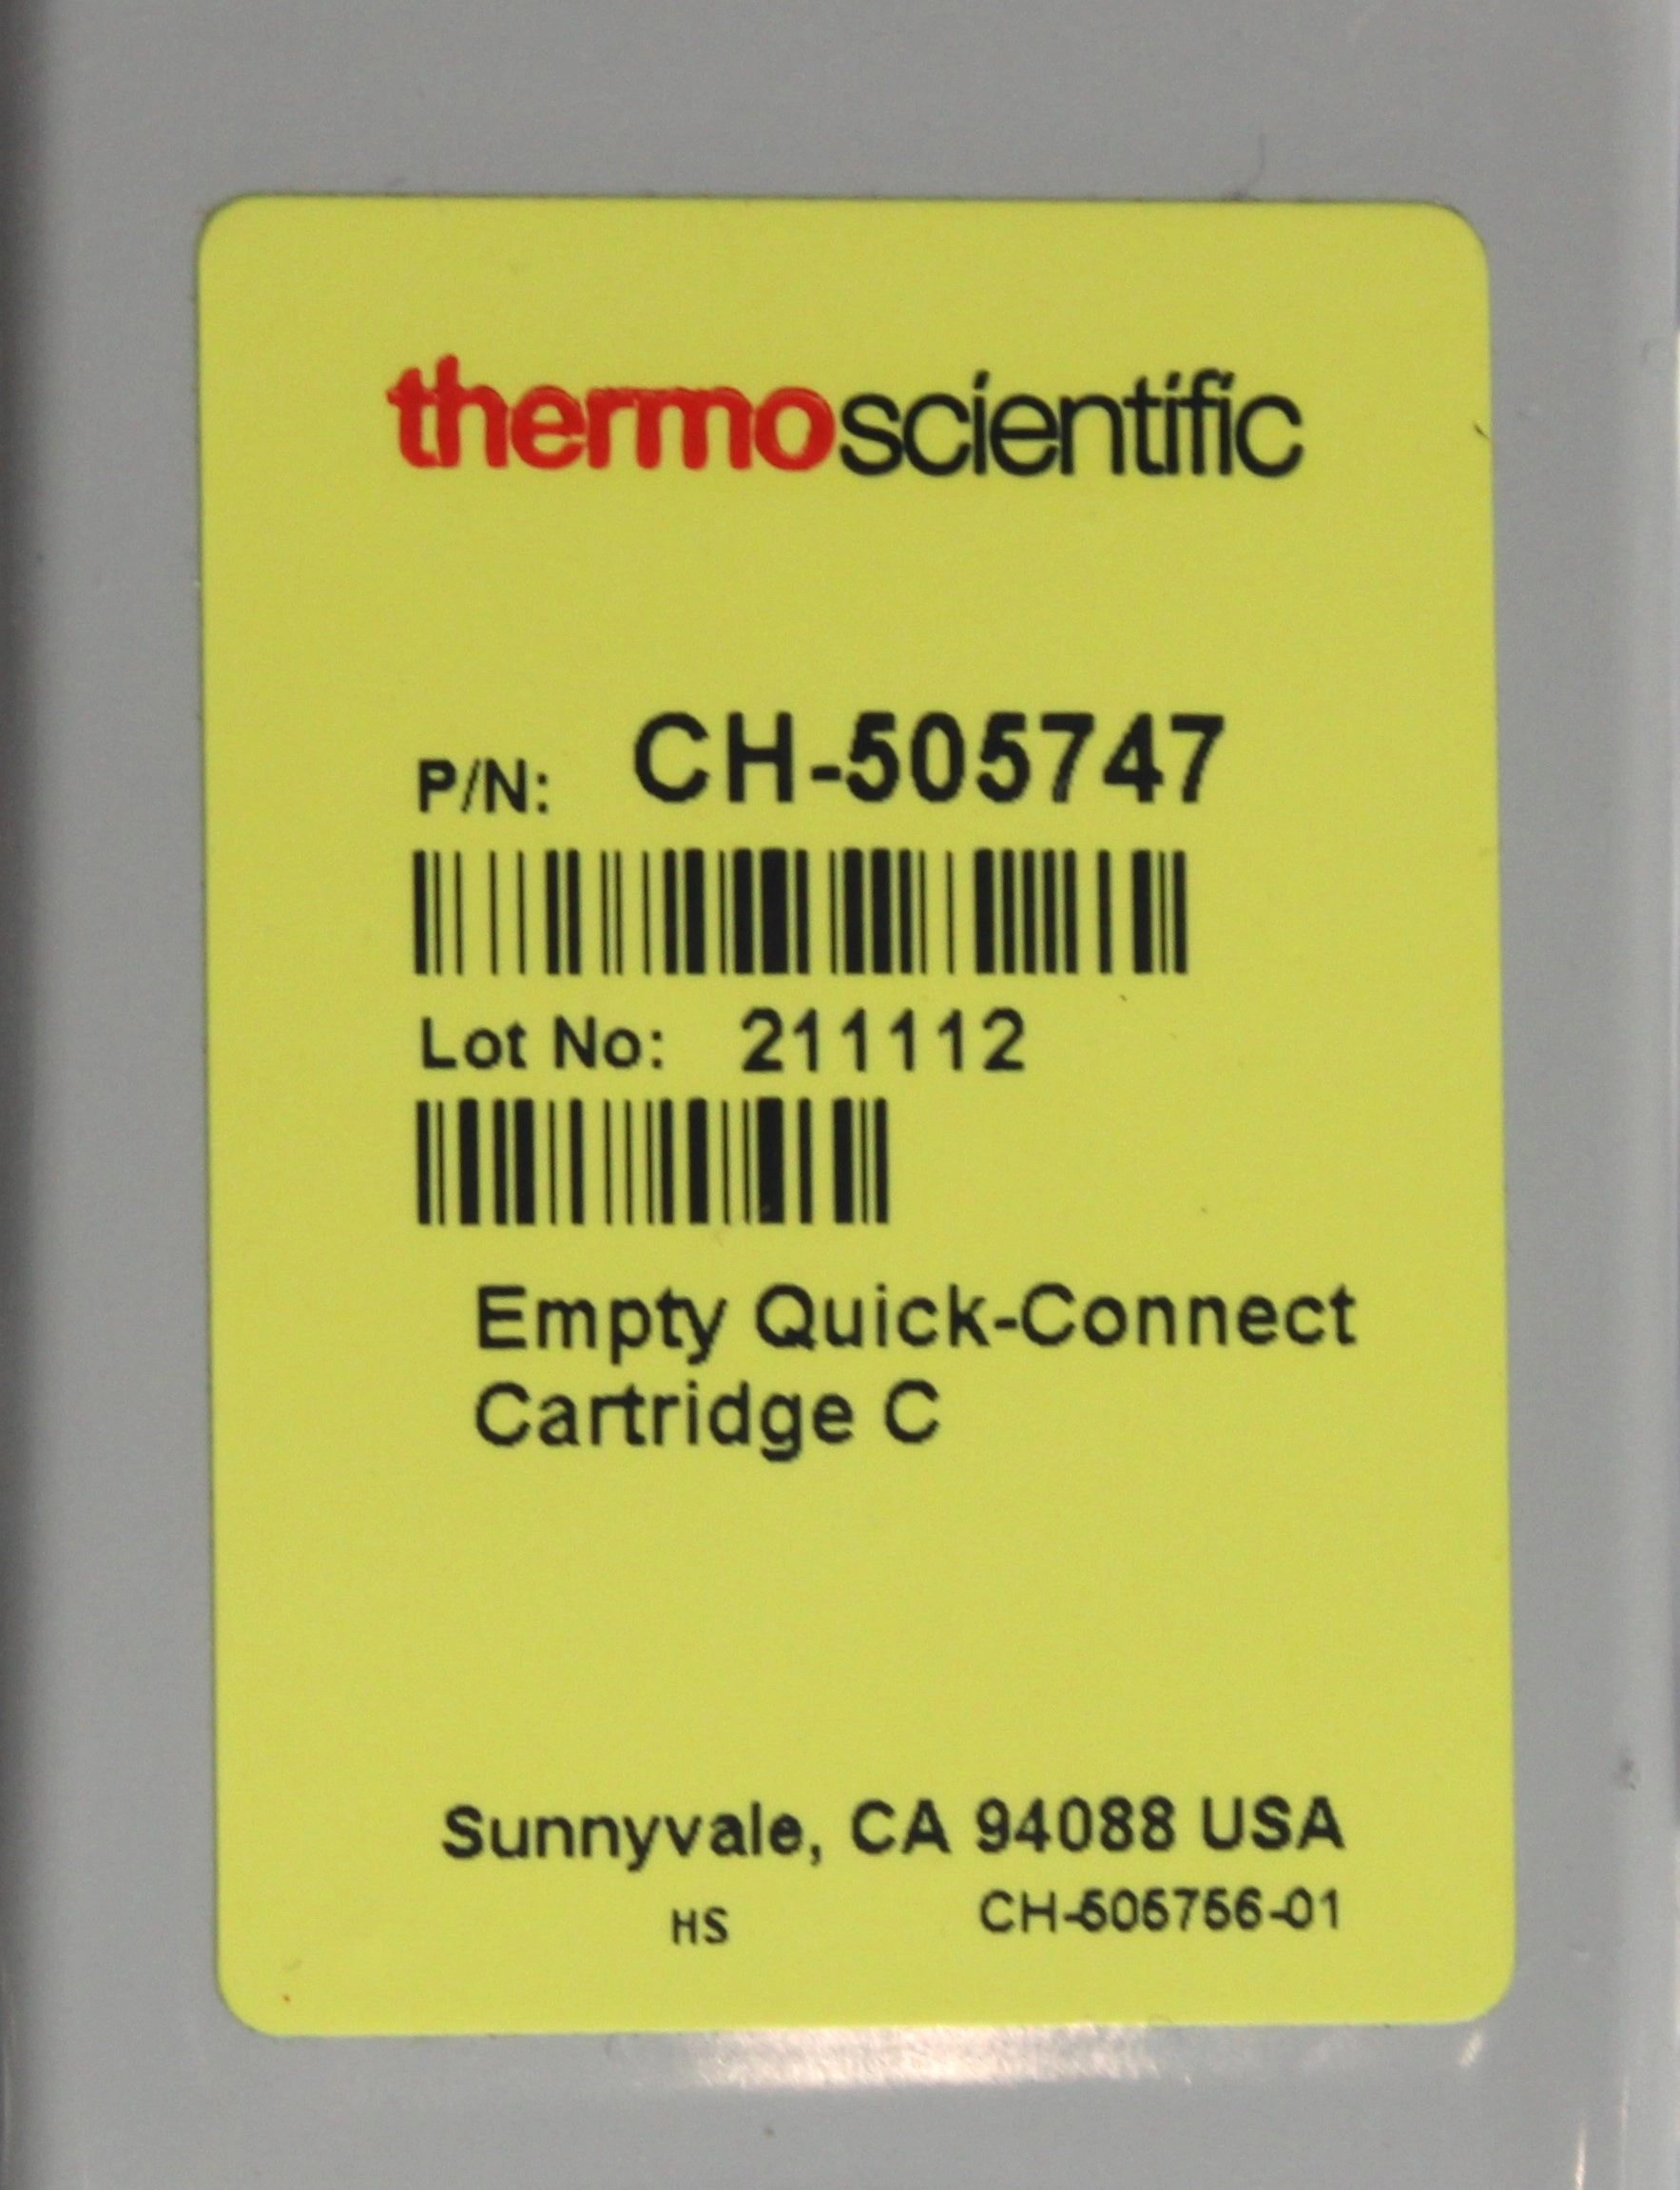 thermoscientific
P/N: CH-505747
Lot No: 211112
Empty Quick-Connect
Cartridge C
Sunnyvale, CA 94088 USA
HS CH-505756-01